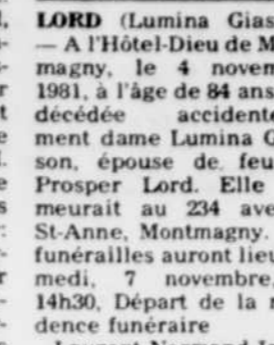 LORD (Lumina Gias
— A l'Hôtel-Dieu de M
magny, le 4 novem
1981, à l'âge de 84 ans
décédée accidente
ment dame Lumina G
son, épouse de feu
Prosper Lord. Elle
meurait au 234 ave
St-Anne, Montmagny.
funérailles auront lieu
medi, 7 novembre,
14h30, Départ de la r
dence funéraire